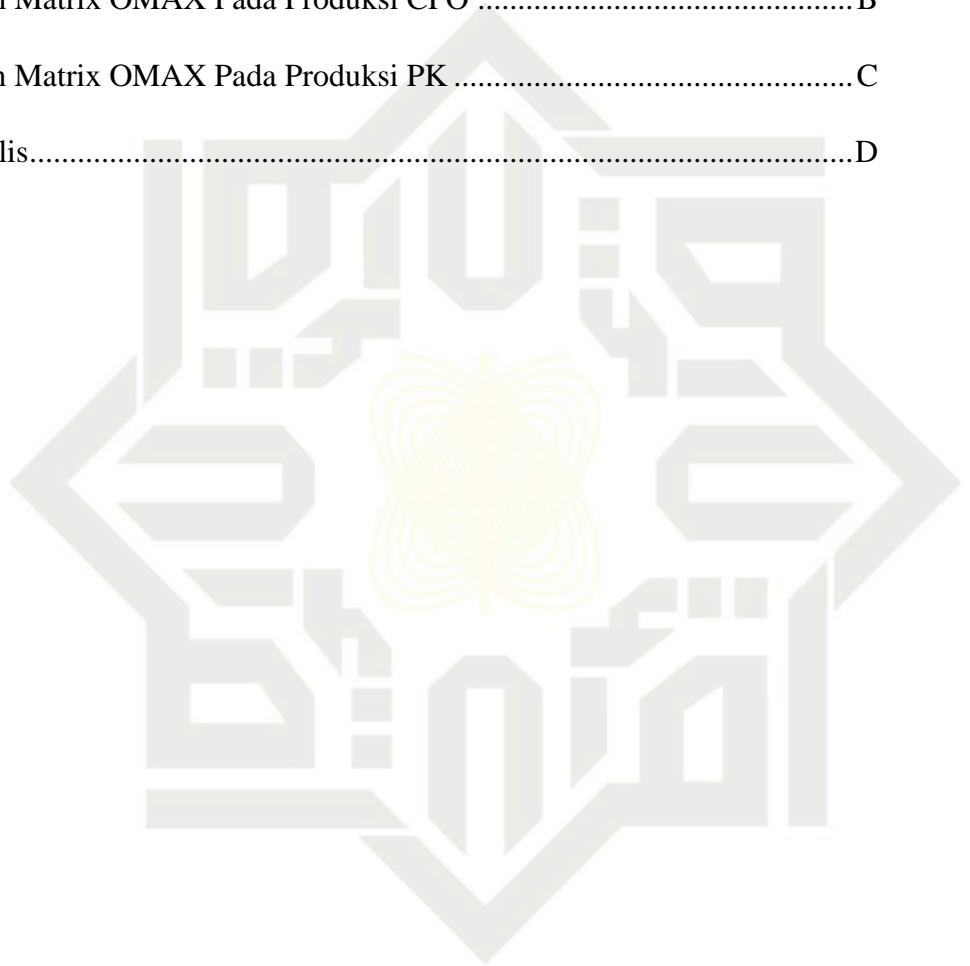 Matrix OMAX Pada Produksi CPO ................................................ B
n Matrix OMAX Pada Produksi PK ................................................... C
lis........................................................................................................ D